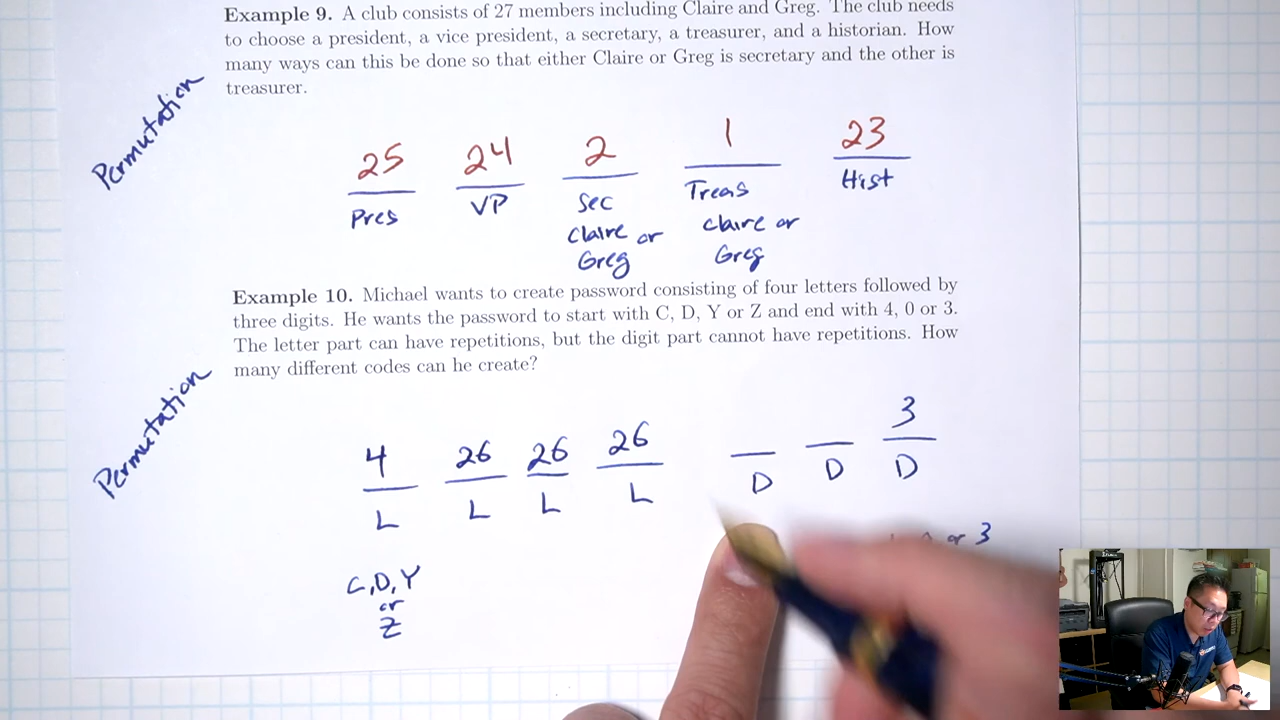 Example 9. A club consists of 27 members including Claire and Greg. The club needs
to choose a president, a vice president, a secretary, a treasurer, and a historian. How
many ways can this be done so that either Claire or Greg is secretary and the other is
treasurer.
Permutation
25 24 2 1 23
Pres VP Sec Treas Hist
Claire or claire or
Greg Greg
Example 10. Michael wants to create password consisting of four letters followed by
three digits. He wants the password to start with C, D, Y or Z and end with 4, 0 or 3.
The letter part can have repetitions, but the digit part cannot have repetitions. How
many different codes can he create?
Permutation
4 26 26 26 3
L L L L D D D
or 3
C, D, Y
or
Z